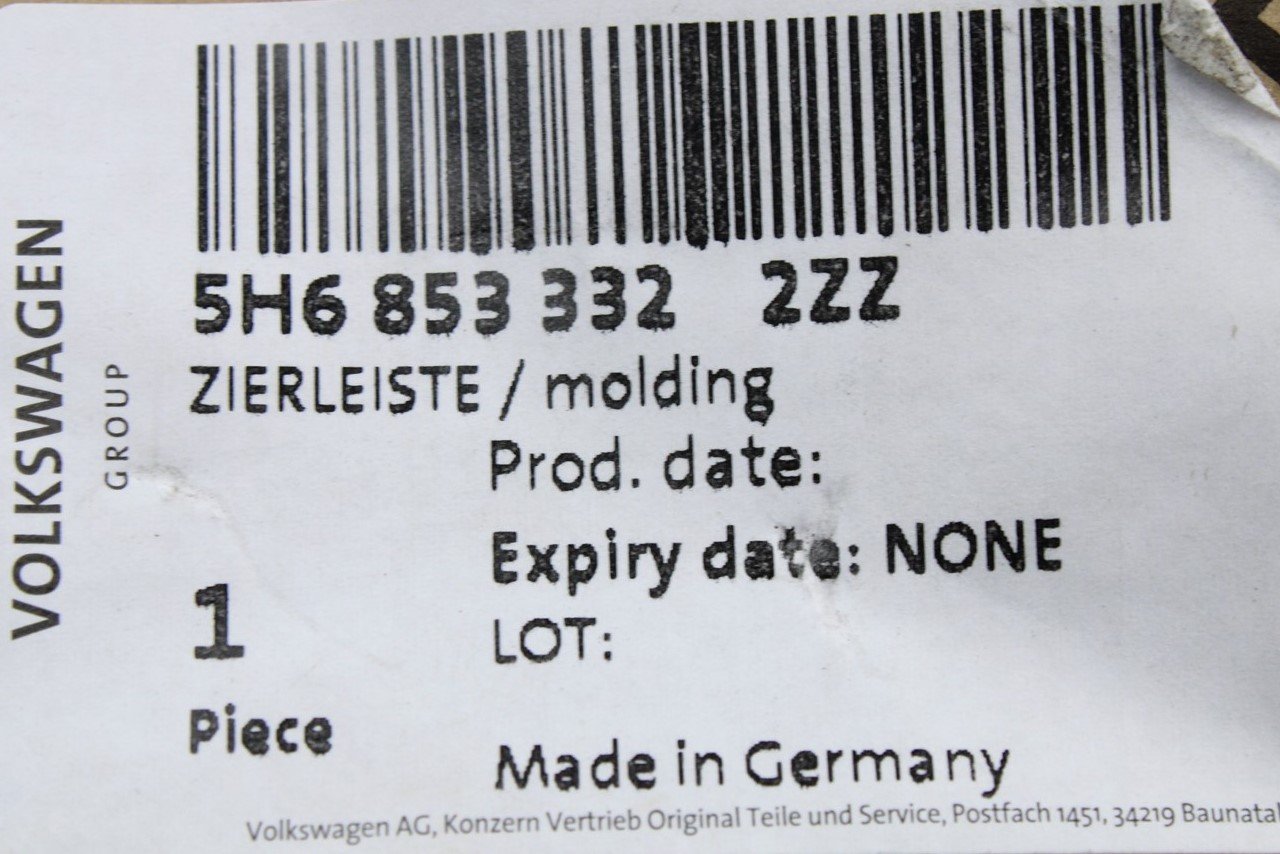 VOLKSWAGEN
GROUP
5H6 853 332 2ZZ
ZIERLEISTE / molding
Prod. date:
Expiry date: NONE
1
LOT:
Piece
Made in Germany
Volkswagen AG, Konzern Vertrieb Original Teile und Service, Postfach 1451, 34219 Baunatal